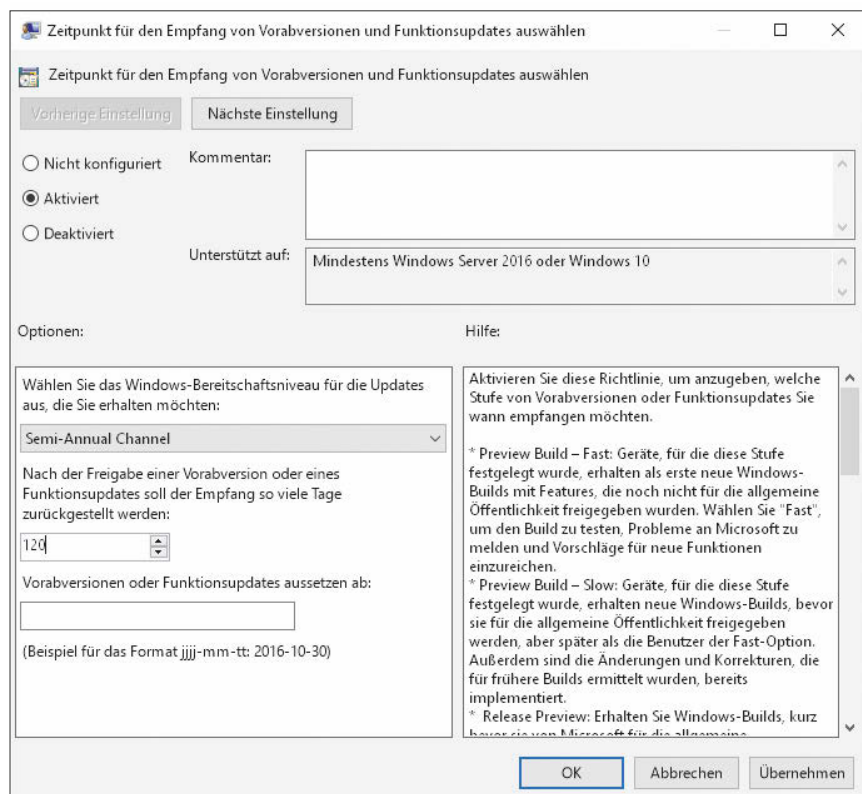 Zeitpunkt für den Empfang von Vorabversionen und Funktionsupdates auswählen
Zeitpunkt für den Empfang von Vorabversionen und Funktionsupdates auswählen
Vorherige Einstellung
Nächste Einstellung
Nicht konfiguriert
Aktiviert
Deaktiviert
Kommentar:
Unterstützt auf:
Mindestens Windows Server 2016 oder Windows 10
Optionen:
Wählen Sie das Windows-Bereitschaftsniveau für die Updates
aus, die Sie erhalten möchten:
Semi-Annual Channel
Nach der Freigabe einer Vorabversion oder eines
Funktionsupdates soll der Empfang so viele Tage
zurückgestellt werden:
120
Vorabversionen oder Funktionsupdates aussetzen ab:
(Beispiel für das Format jjjj-mm-tt: 2016-10-30)
Hilfe:
Aktivieren Sie diese Richtlinie, um anzugeben, welche
Stufe von Vorabversionen oder Funktionsupdates Sie
wann empfangen möchten.
* Preview Build – Fast: Geräte, für die diese Stufe
festgelegt wurde, erhalten als erste neue Windows-
Builds mit Features, die noch nicht für die allgemeine
Öffentlichkeit freigegeben wurden. Wählen Sie "Fast",
um den Build zu testen, Probleme an Microsoft zu
melden und Vorschläge für neue Funktionen
einzureichen.
* Preview Build – Slow: Geräte, für die diese Stufe
festgelegt wurde, erhalten neue Windows-Builds, bevor
sie für die allgemeine Öffentlichkeit freigegeben
werden, aber später als die Benutzer der Fast-Option.
Außerdem sind die Änderungen und Korrekturen, die
für frühere Builds ermittelt wurden, bereits
implementiert.
* Release Preview: Erhalten Sie Windows-Builds, kurz
bevor sie von Microsoft für die allgemeine
OK
Abbrechen
Übernehmen